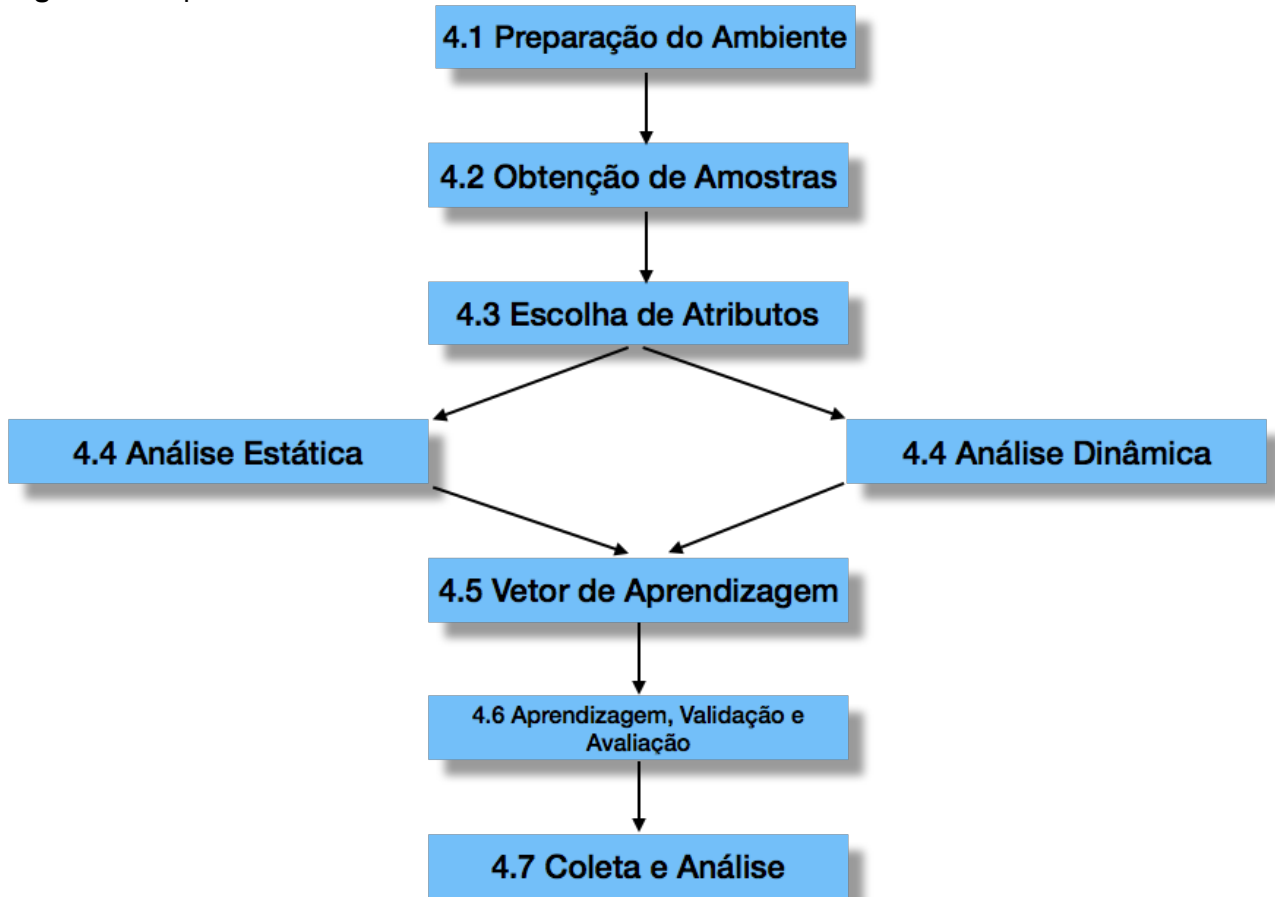 4.1 Preparação do Ambiente
4.2 Obtenção de Amostras
4.3 Escolha de Atributos
4.4 Análise Estática
4.4 Análise Dinâmica
4.5 Vetor de Aprendizagem
4.6 Aprendizagem, Validação e
Avaliação
4.7 Coleta e Análise